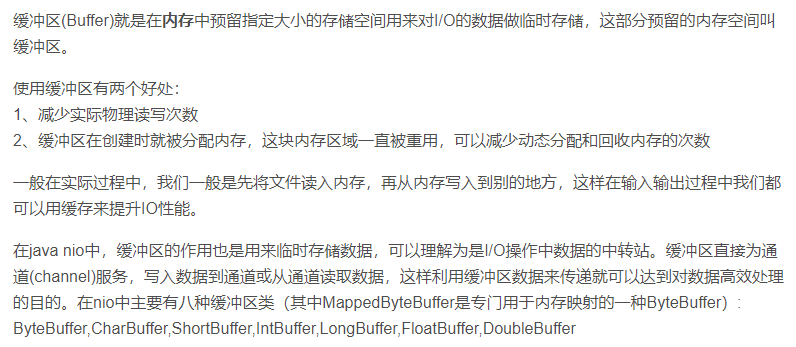 缓冲区(Buffer)就是在内存中预留指定大小的存储空间用来对I/O的数据做临时存储，这部分预留的内存空间叫
缓冲区。
使用缓冲区有两个好处：
1、减少实际物理读写次数
2、缓冲区在创建时就被分配内存，这块内存区域一直被重用，可以减少动态分配和回收内存的次数
一般在实际过程中，我们一般是先将文件读入内存，再从内存写入到别的地方，这样在输入输出过程中我们都
可以用缓存来提升IO性能。
在java nio中，缓冲区的作用也是用来临时存储数据，可以理解为是I/O操作中数据的中转站。缓冲区直接为通
道(channel)服务，写入数据到通道或从通道读取数据，这样利用缓冲区数据来传递就可以达到对数据高效处理
的目的。在nio中主要有八种缓冲区类（其中MappedByteBuffer是专门用于内存映射的一种ByteBuffer）:
ByteBuffer,CharBuffer,ShortBuffer,IntBuffer,LongBuffer,FloatBuffer,DoubleBuffer